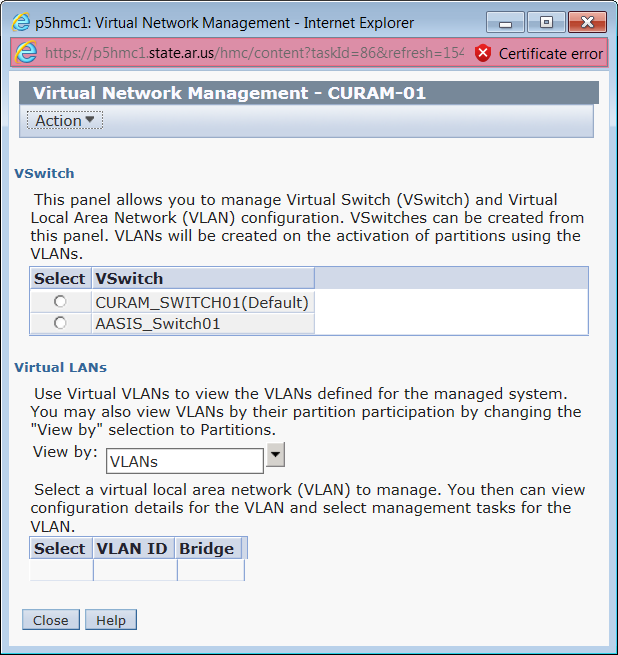 p5hmc1: Virtual Network Management - Internet Explorer
https://p5hmc1.state.ar.us/hmc/content?taskId=86&refresh=154
Certificate error
Virtual Network Management - CURAM-01
Action
VSwitch
This panel allows you to manage Virtual Switch (VSwitch) and Virtual
Local Area Network (VLAN) configuration. VSwitches can be created from
this panel. VLANs will be created on the activation of partitions using the
VLANs.
Select VSwitch
CURAM_SWITCH01(Default)
AASIS_Switch01
Virtual LANs
Use Virtual VLANs to view the VLANs defined for the managed system.
You may also view VLANs by their partition participation by changing the
"View by" selection to Partitions.
View by: VLANs
Select a virtual local area network (VLAN) to manage. You then can view
configuration details for the VLAN and select management tasks for the
VLAN.
Select VLAN ID Bridge
Close Help